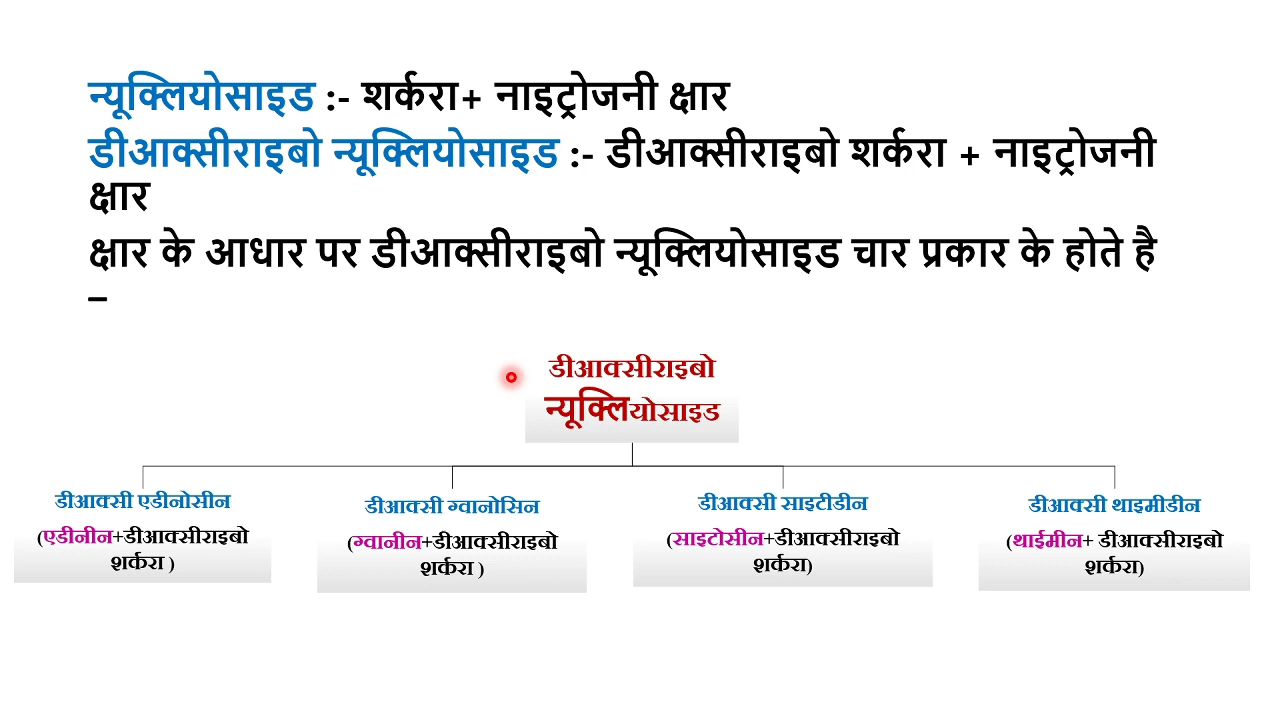 न्यूक्लियोसाइड :- शर्करा+ नाइट्रोजनी क्षार
डीआक्सीराइबो न्यूक्लियोसाइड :- डीआक्सीराइबो शर्करा + नाइट्रोजनी
क्षार
क्षार के आधार पर डीआक्सीराइबो न्यूक्लियोसाइड चार प्रकार के होते है
–
डीआक्सीराइबो
न्यूक्लियोसाइड
डीआक्सी एडीनोसीन
(एडीनीन+डीआक्सीराइबो
शर्करा )
डीआक्सी ग्वानोसिन
(ग्वानीन+डीआक्सीराइबो
शर्करा )
डीआक्सी साइटीडीन
(साइटोसीन+डीआक्सीराइबो
शर्करा)
डीआक्सी थाइमीडीन
(थाईमीन+ डीआक्सीराइबो
शर्करा)